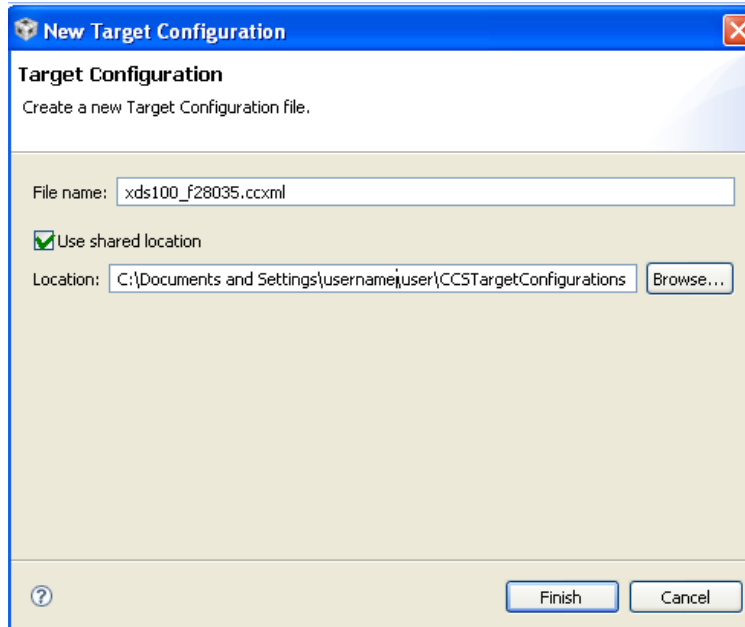 New Target Configuration
Target Configuration
Create a new Target Configuration file.
File name: xds100_f28035.ccxml
Use shared location
Location: C:\Documents and Settings\username\user\CCSTargetConfigurations Browse...
? Finish Cancel